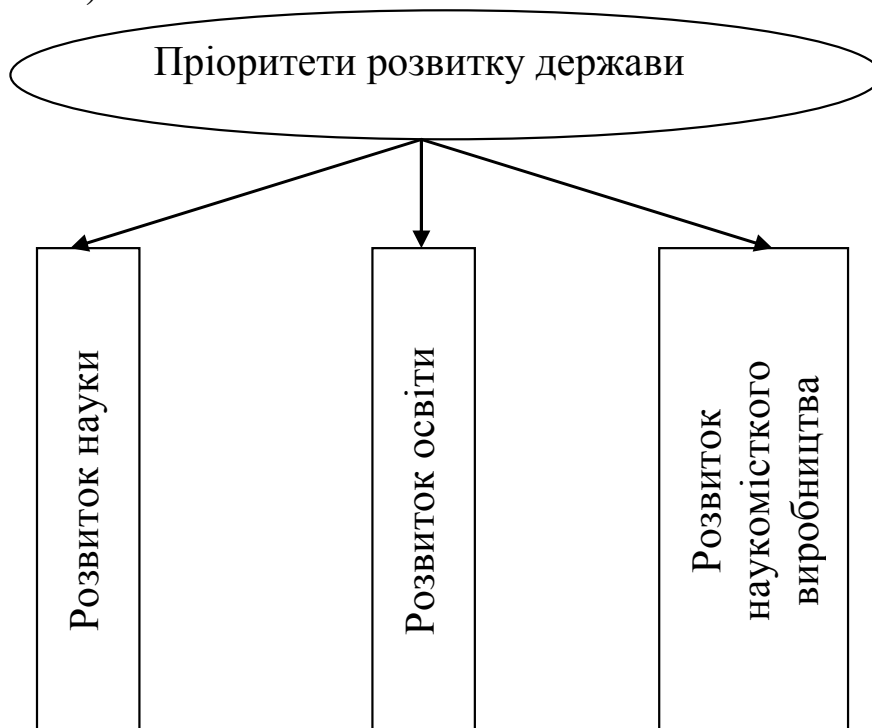 )
Пріоритети розвитку держави
Розвиток науки
Розвиток освіти
Розвиток
наукомісткого
виробництва